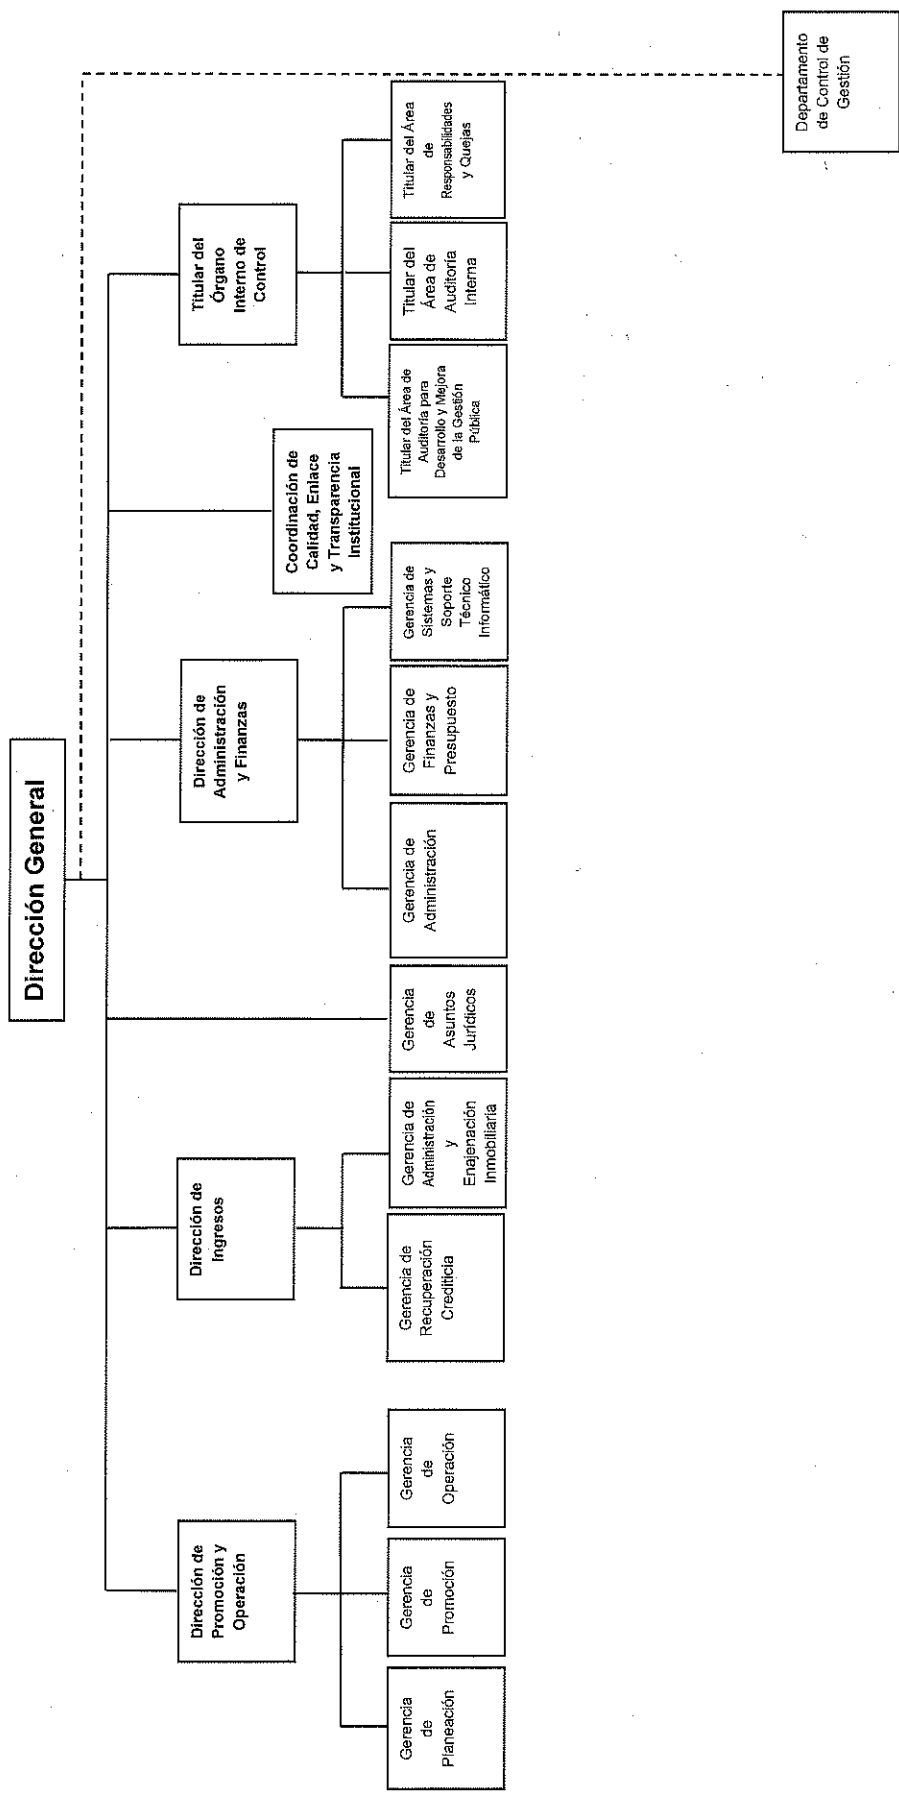 Dirección General
Dirección de
Promoción y
Operación
Dirección de
Ingresos
Dirección de
Administración
y Finanzas
Coordinación de
Calidad, Enlace
y Transparencia
Institucional
Titular del
Órgano
Interno de
Control
Gerencia
de
Planeación
Gerencia
de
Promoción
Gerencia
de
Operación
Gerencia de
Recuperación
Crediticia
Gerencia de
Administración
y
Enajenación
Inmobiliaria
Gerencia
de
Asuntos
Jurídicos
Gerencia de
Administración
Gerencia de
Finanzas y
Presupuesto
Gerencia de
Sistemas y
Soporte
Técnico
Informático
Titular del Área de
Auditoría para
Desarrollo y Mejora
de la Gestión
Pública
Titular del
Área de
Auditoría
Interna
Titular del Área
de
Responsabilidades
y Quejas
Departamento
de Control de
Gestión